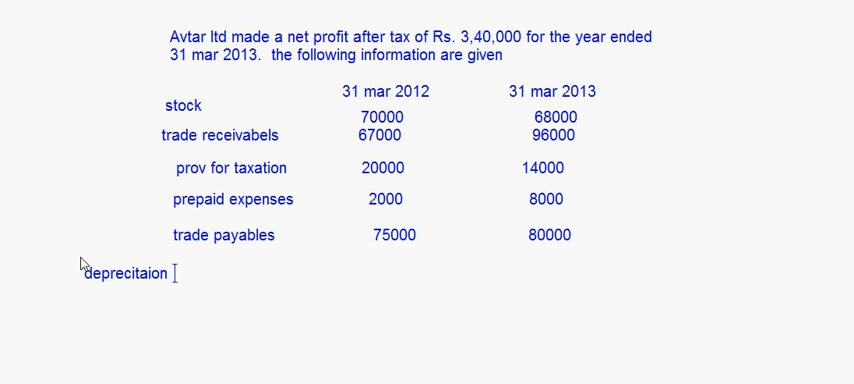 Avtar ltd made a net profit after tax of Rs. 3,40,000 for the year ended
31 mar 2013.  the following information are given
31 mar 2012 31 mar 2013
stock 70000 68000
trade receivabels 67000 96000
prov for taxation 20000 14000
prepaid expenses 2000 8000
trade payables 75000 80000
deprecitaion